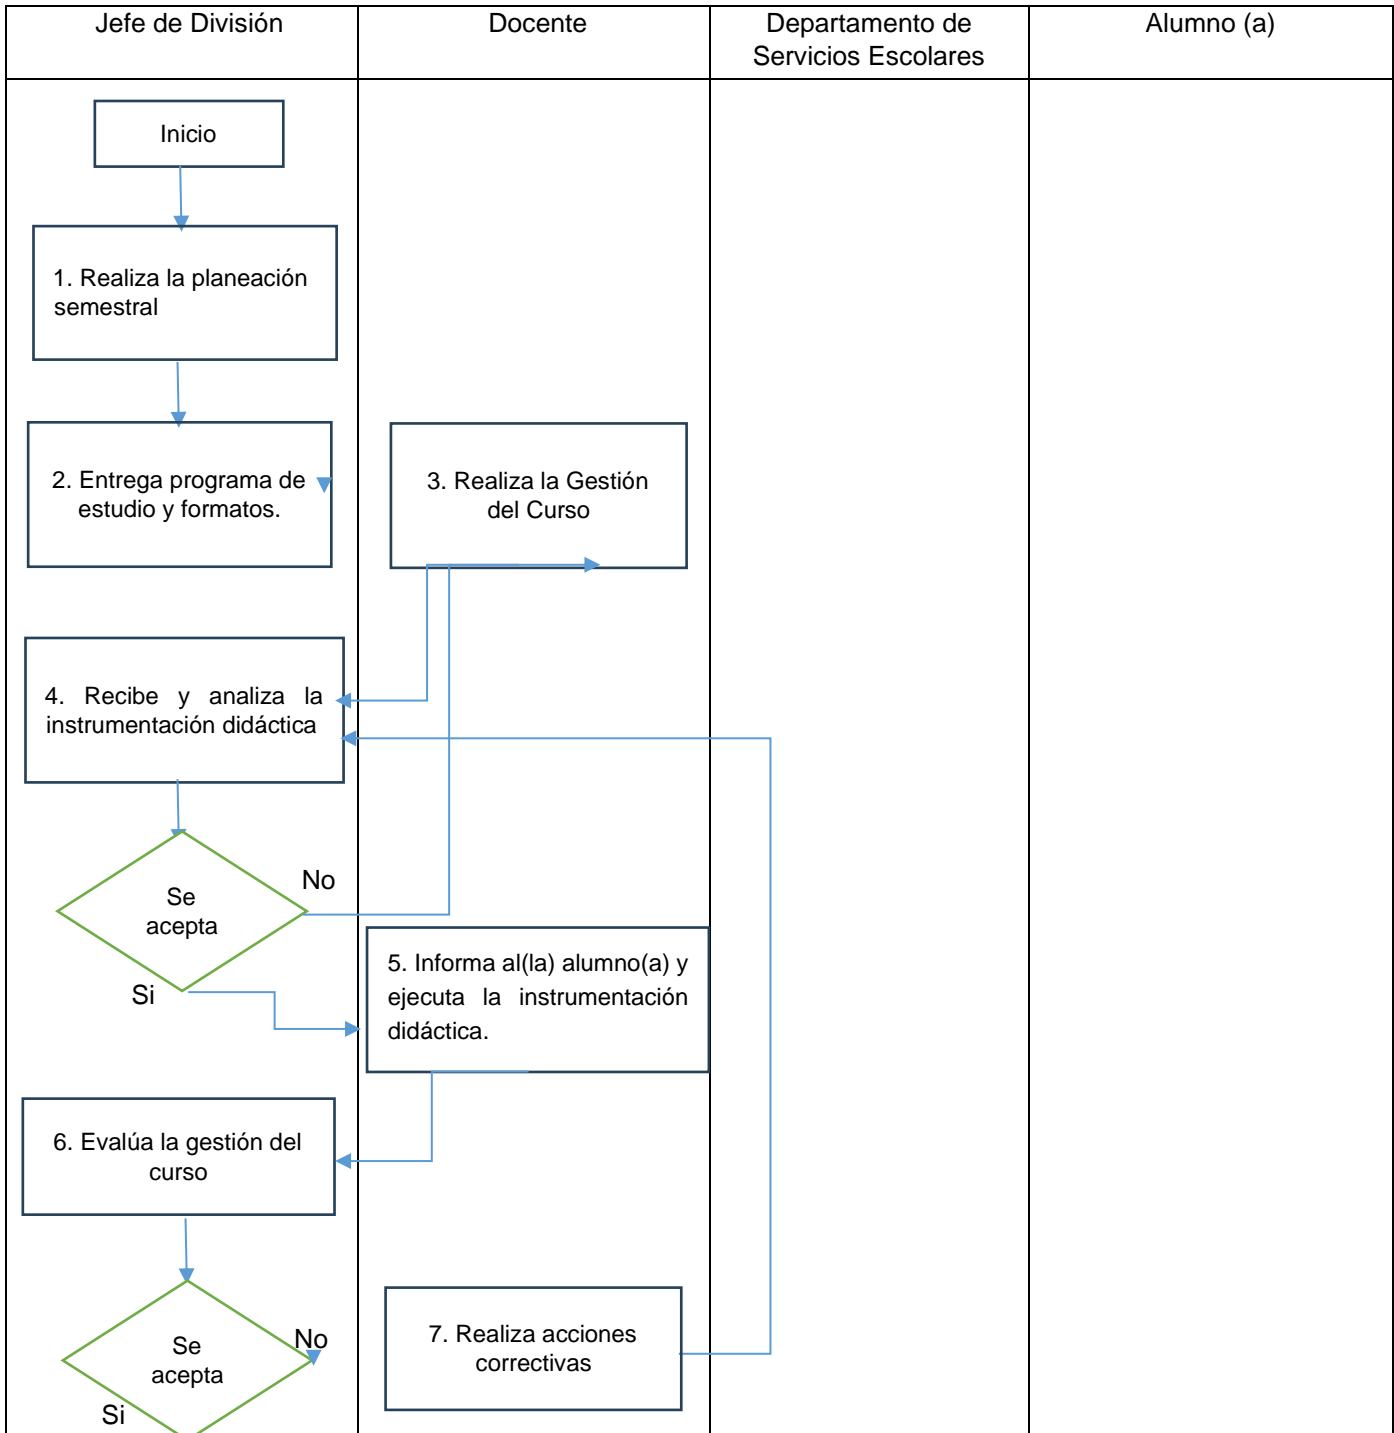 Jefe de División
Docente
Departamento de
Servicios Escolares
Alumno (a)
Inicio
1. Realiza la planeación
semestral
2. Entrega programa de
estudio y formatos.
3. Realiza la Gestión
del Curso
4. Recibe y analiza la
instrumentación didáctica
Se
acepta
No
Si
5. Informa al(la) alumno(a) y
ejecuta la instrumentación
didáctica.
6. Evalúa la gestión del
curso
Se
acepta
No
Si
7. Realiza acciones
correctivas